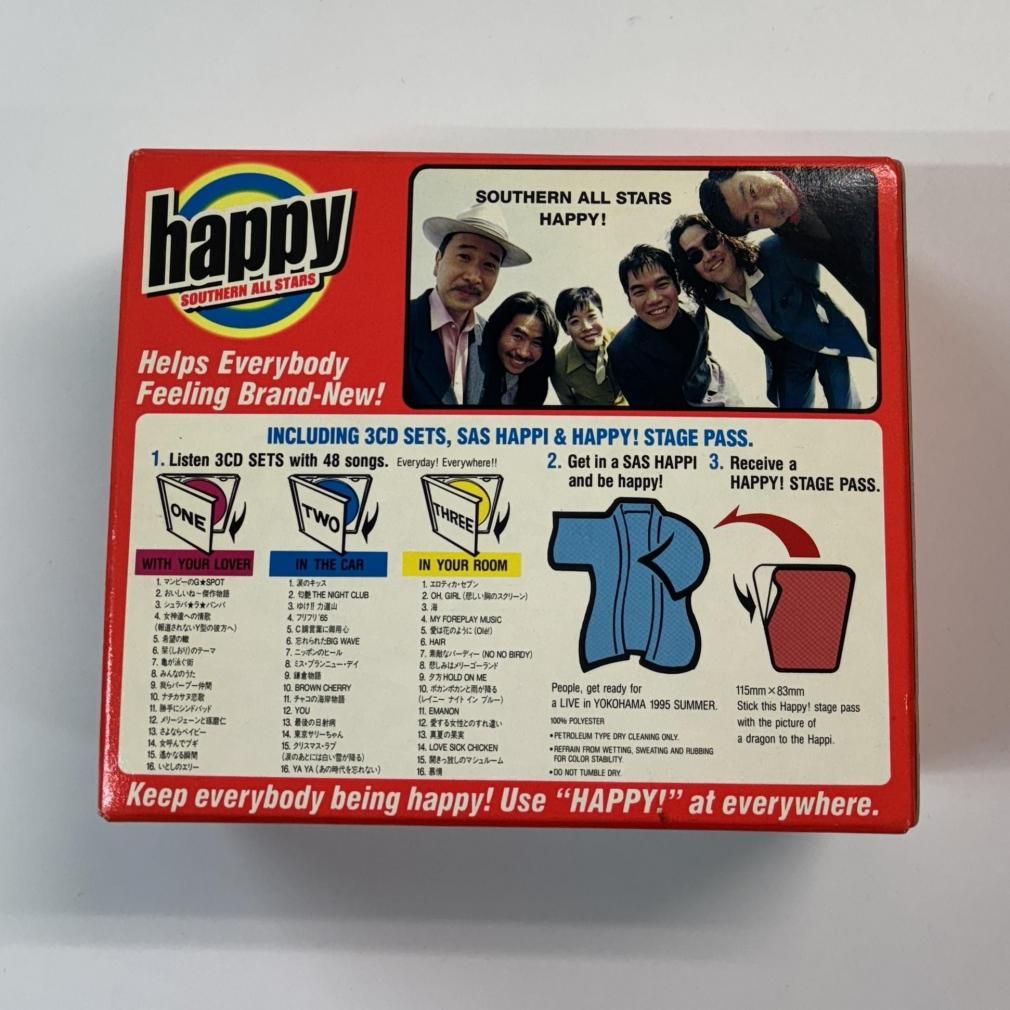 happy
SOUTHERN ALL STARS
Helps Everybody
Feeling Brand-New!
SOUTHERN ALL STARS
HAPPY!
INCLUDING 3CD SETS, SAS HAPPI & HAPPY! STAGE PASS.
1. Listen 3CD SETS with 48 songs. Everyday! Everywhere!!
ONE
WITH YOUR LOVER
1. マンピーのG★SPOT
2. おいしいね〜傑作物語
3. シュラバ★ラ★バンバ
4. 女神達への情歌
(報道されないY型の彼方へ)
5. 希望の轍
6. 栞(しおり)のテーマ
7. 亀が泳ぐ街
8. みんなのうた
9. 我らパープー仲間
10. ナチカサヌ恋歌
11. 勝手にシンドバッド
12. メリージェーンと琢磨仁
13. さよならベイビー
14. 女呼んでブギ
15. 遥かなる瞬間
16. いとしのエリー
TWO
IN THE CAR
1. 涙のキッス
2. 匂艶 THE NIGHT CLUB
3. ゆけ!! 力道山
4. フリフリ '65
5. C調言葉に御用心
6. 忘れられたBIG WAVE
7. ニッポンのヒール
8. ミス・ブランニュー・デイ
9. 鎌倉物語
10. BROWN CHERRY
11. チャコの海岸物語
12. YOU
13. 最後の日射病
14. 東京サリーちゃん
15. クリスマス・ラブ
(涙のあとには白い雪が降る)
16. YA YA (あの時代を忘れない)
THREE
IN YOUR ROOM
1. エロティカ・セブン
2. OH, GIRL (悲しい胸のスクリーン)
3. 海
4. MY FOREPLAY MUSIC
5. 愛は花のように (Olé!)
6. HAIR
7. 素敵なバーディー (NO NO BIRDY)
8. 悲しみはメリーゴーランド
9. 夕方 HOLD ON ME
10. ポカンポカンと雨が降る
(レイニー ナイト イン ブルー)
11. EMANON
12. 愛する女性とのすれ違い
13. 真夏の果実
14. LOVE SICK CHICKEN
15. 開きっ放しのマシュルーム
16. 慕情
2. Get in a SAS HAPPI
and be happy!
People, get ready for
a LIVE in YOKOHAMA 1995 SUMMER.
100% POLYESTER
•PETROLEUM TYPE DRY CLEANING ONLY.
•REFRAIN FROM WETTING, SWEATING AND RUBBING
FOR COLOR STABILITY.
•DO NOT TUMBLE DRY.
3. Receive a
HAPPY! STAGE PASS.
115mm×83mm
Stick this Happy! stage pass
with the picture of
a dragon to the Happi.
Keep everybody being happy! Use “HAPPY!” at everywhere.